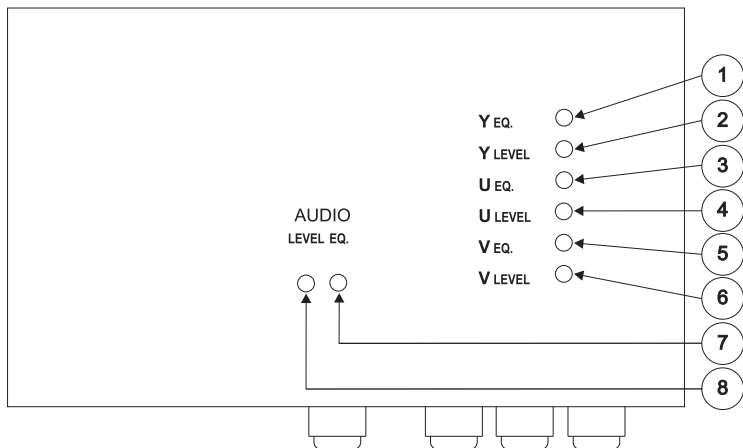 1
Y EQ.
2
Y LEVEL
3
U EQ.
4
AUDIO
U LEVEL
LEVEL EQ.
V EQ.
5
V LEVEL
6
7
8